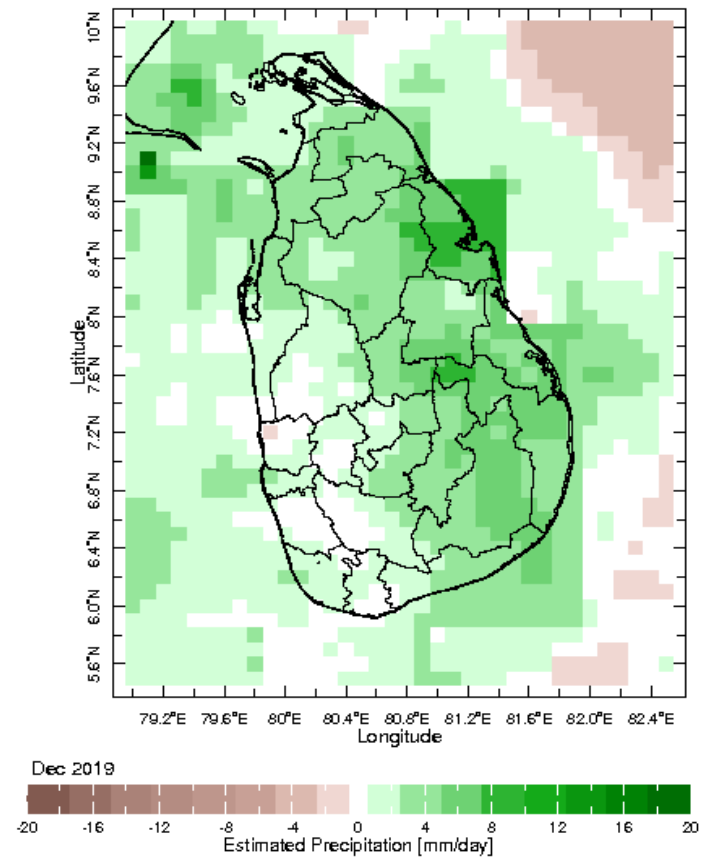 10°N
9.6°N
9.2°N
8.8°N
8.4°N
8°N
7.6°N
7.2°N
6.8°N
6.4°N
6.0°N
5.6°N
Latitude
79.2°E 79.6°E 80°E 80.4°E 80.8°E 81.2°E 81.6°E 82.0°E 82.4°E
Longitude
Dec 2019
-20 -16 -12 -8 -4 0 4 8 12 16 20
Estimated Precipitation [mm/day]